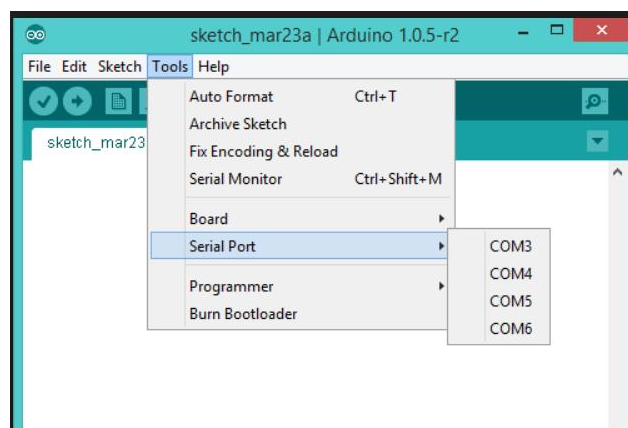 sketch_mar23a | Arduino 1.0.5-r2
File Edit Sketch Tools Help
sketch_mar23
Auto Format Ctrl+T
Archive Sketch
Fix Encoding & Reload
Serial Monitor Ctrl+Shift+M
Board
Serial Port
COM3
COM4
COM5
COM6
Programmer
Burn Bootloader